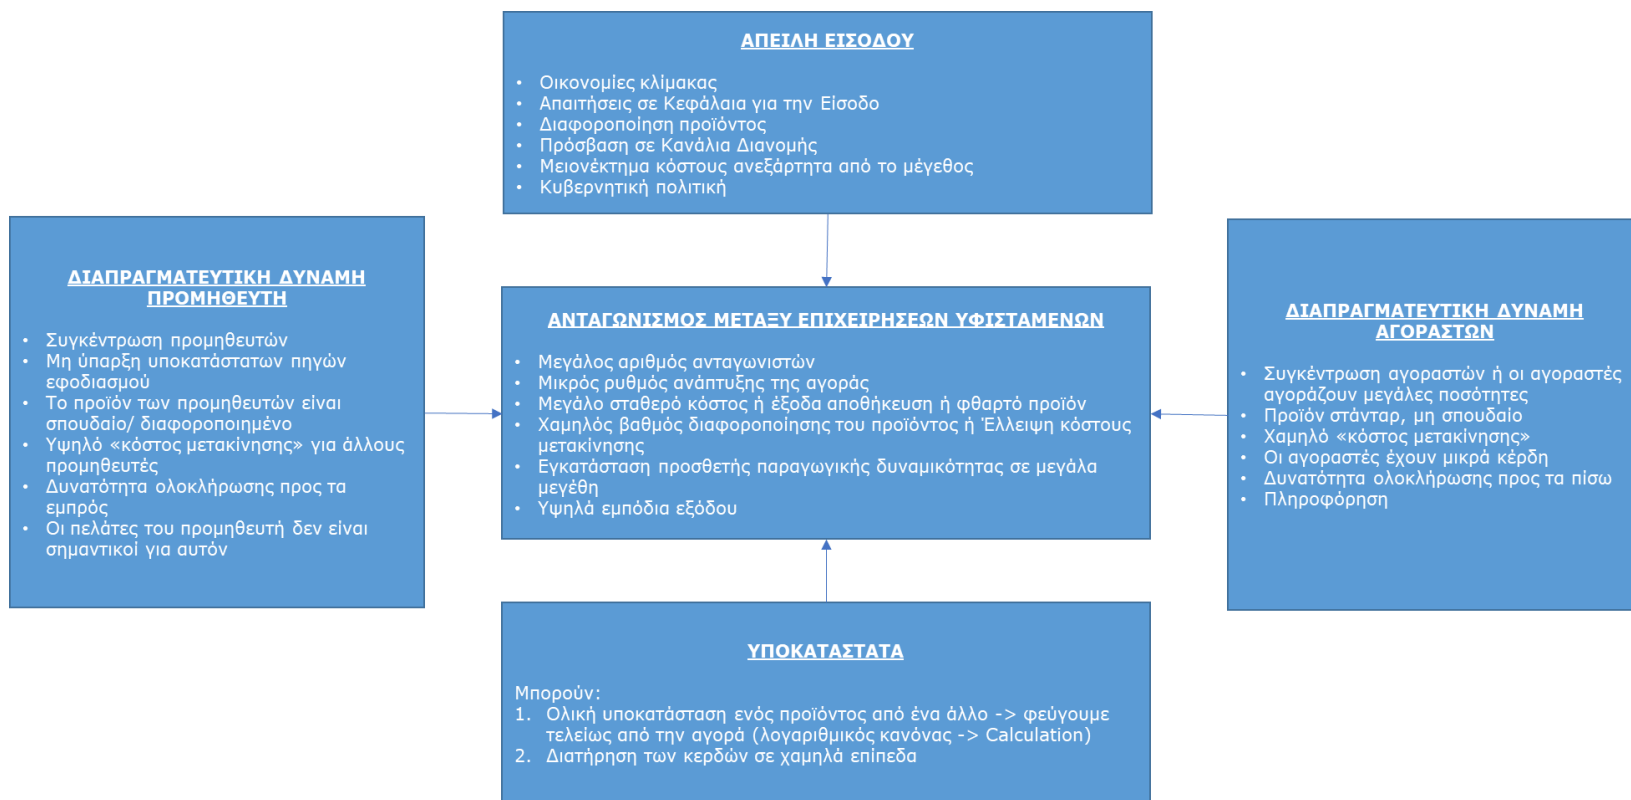 ΑΠΕΙΛΗ ΕΙΣΟΔΟΥ
• Οικονομίες κλίμακας
• Απαιτήσεις σε Κεφάλαια για την Είσοδο
• Διαφοροποίηση προϊόντος
• Πρόσβαση σε Κανάλια Διανομής
• Μειονέκτημα κόστους ανεξάρτητα από το μέγεθος
• Κυβερνητική πολιτική
ΔΙΑΠΡΑΓΜΑΤΕΥΤΙΚΗ ΔΥΝΑΜΗ
ΠΡΟΜΗΘΕΥΤΗ
• Συγκέντρωση προμηθευτών
• Μη ύπαρξη υποκατάστατων πηγών
εφοδιασμού
• Το προϊόν των προμηθευτών είναι
σπουδαίο/ διαφοροποιημένο
• Υψηλό «κόστος μετακίνησης» για άλλους
προμηθευτές
• Δυνατότητα ολοκλήρωσης προς τα
εμπρός
• Οι πελάτες του προμηθευτή δεν είναι
σημαντικοί για αυτόν
ΑΝΤΑΓΩΝΙΣΜΟΣ ΜΕΤΑΞΥ ΕΠΙΧΕΙΡΗΣΕΩΝ ΥΦΙΣΤΑΜΕΝΩΝ
• Μεγάλος αριθμός ανταγωνιστών
• Μικρός ρυθμός ανάπτυξης της αγοράς
• Μεγάλο σταθερό κόστος ή έξοδα αποθήκευση ή φθαρτό προϊόν
• Χαμηλός βαθμός διαφοροποίησης του προϊόντος ή Έλλειψη κόστους
μετακίνησης
• Εγκατάσταση προσθετής παραγωγικής δυναμικότητας σε μεγάλα
μεγέθη
• Υψηλά εμπόδια εξόδου
ΔΙΑΠΡΑΓΜΑΤΕΥΤΙΚΗ ΔΥΝΑΜΗ
ΑΓΟΡΑΣΤΩΝ
• Συγκέντρωση αγοραστών ή οι αγοραστές
αγοράζουν μεγάλες ποσότητες
• Προϊόν στάνταρ, μη σπουδαίο
• Χαμηλό «κόστος μετακίνησης»
• Οι αγοραστές έχουν μικρά κέρδη
• Δυνατότητα ολοκλήρωσης προς τα πίσω
• Πληροφόρηση
ΥΠΟΚΑΤΑΣΤΑΤΑ
Μπορούν:
1. Ολική υποκατάσταση ενός προϊόντος από ένα άλλο -> φεύγουμε
τελείως από την αγορά (λογαριθμικός κανόνας -> Calculation)
2. Διατήρηση των κερδών σε χαμηλά επίπεδα